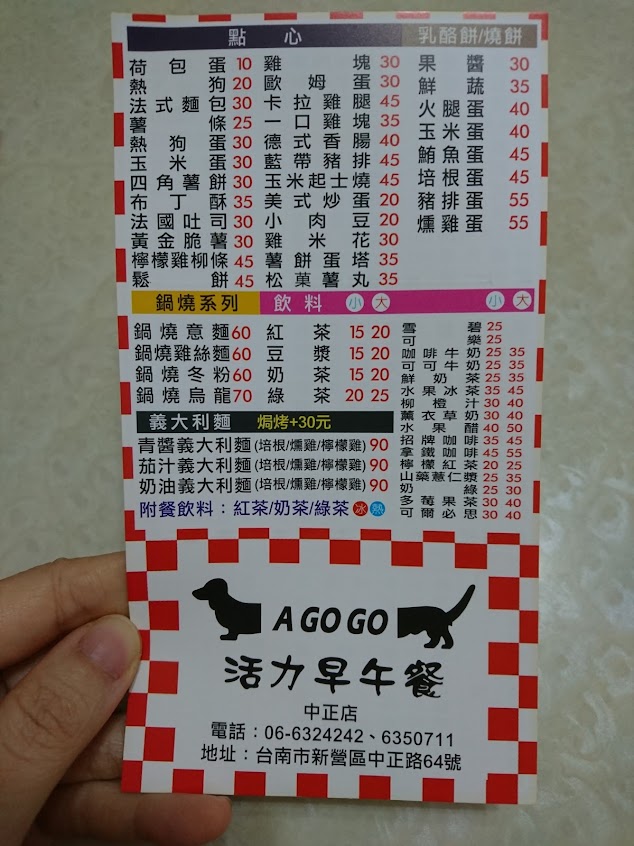 點心
荷包蛋 10
熱狗 20
法式麵包 30
薯條 25
熱狗蛋 30
玉米蛋 30
四角薯餅 30
布丁酥 35
法國吐司 30
黃金脆薯 30
檸檬雞柳條 45
鬆餅 45
雞塊 30
歐姆蛋 30
卡拉雞腿 45
一口雞塊 35
德式香腸 40
藍帶豬排 45
玉米起士燒 45
美式炒蛋 20
小肉豆 20
雞米花 30
薯餅蛋塔 35
松菓薯丸 35
乳酪餅/燒餅
果醬 30
鮮蔬 35
火腿蛋 40
玉米蛋 40
鮪魚蛋 45
培根蛋 45
豬排蛋 55
燻雞蛋 55
鍋燒系列
鍋燒意麵 60
鍋燒雞絲麵 60
鍋燒冬粉 60
鍋燒烏龍 70
飲料 小 大
紅茶 15 20
豆漿 15 20
奶茶 15 20
綠茶 20 25
小 大
雪碧 25
可樂 25
咖啡牛奶 25 35
可可牛奶 25 35
鮮奶茶 25 35
水果冰茶 35 45
柳橙汁 30 40
薰衣草奶 30 40
水果醋 40 50
招牌咖啡 35 45
拿鐵咖啡 45 55
檸檬紅茶 20 25
山藥薏仁漿 25 35
奶綠 25 30
多莓果茶 30 40
可爾必思 30 40
義大利麵 焗烤+30元
青醬義大利麵(培根/燻雞/檸檬雞) 90
茄汁義大利麵(培根/燻雞/檸檬雞) 90
奶油義大利麵(培根/燻雞/檸檬雞) 90
附餐飲料：紅茶/奶茶/綠茶 冰 熱
A GO GO
活力早午餐
中正店
電話：06-6324242、6350711
地址：台南市新營區中正路64號